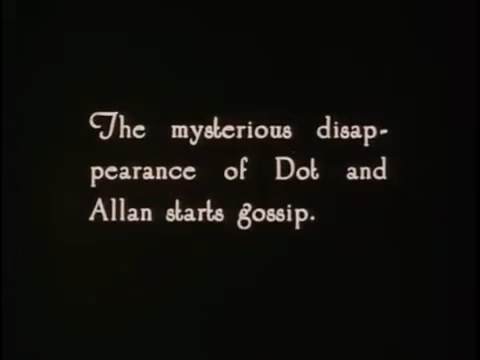 The mysterious disap-
pearance of Dot and
Allan starts gossip.